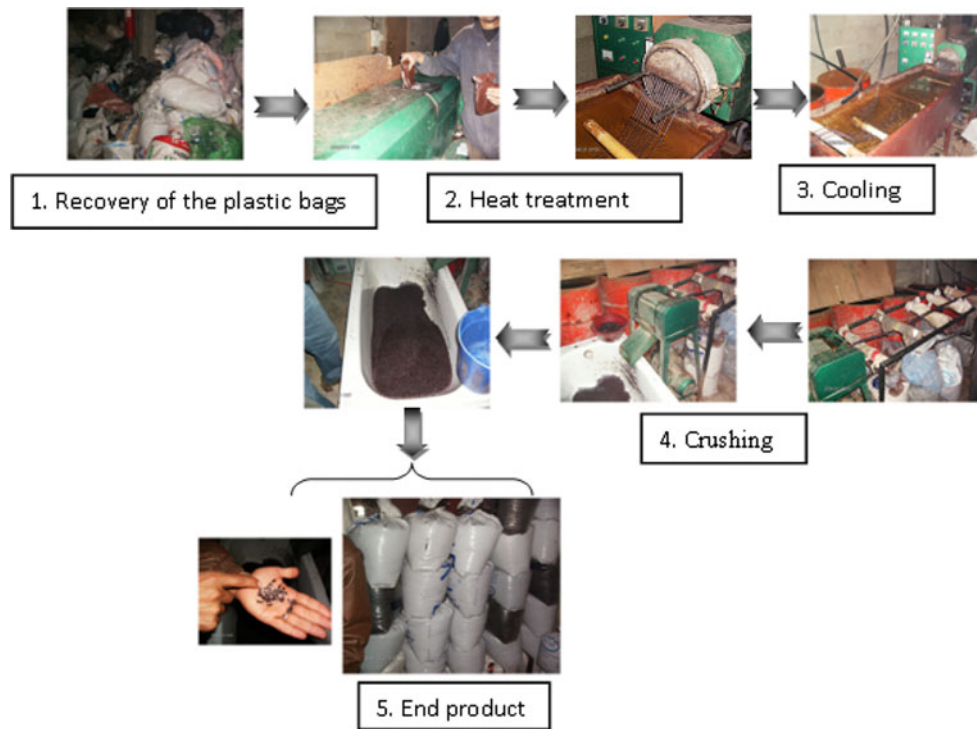 1. Recovery of the plastic bags
2. Heat treatment
3. Cooling
4. Crushing
5. End product